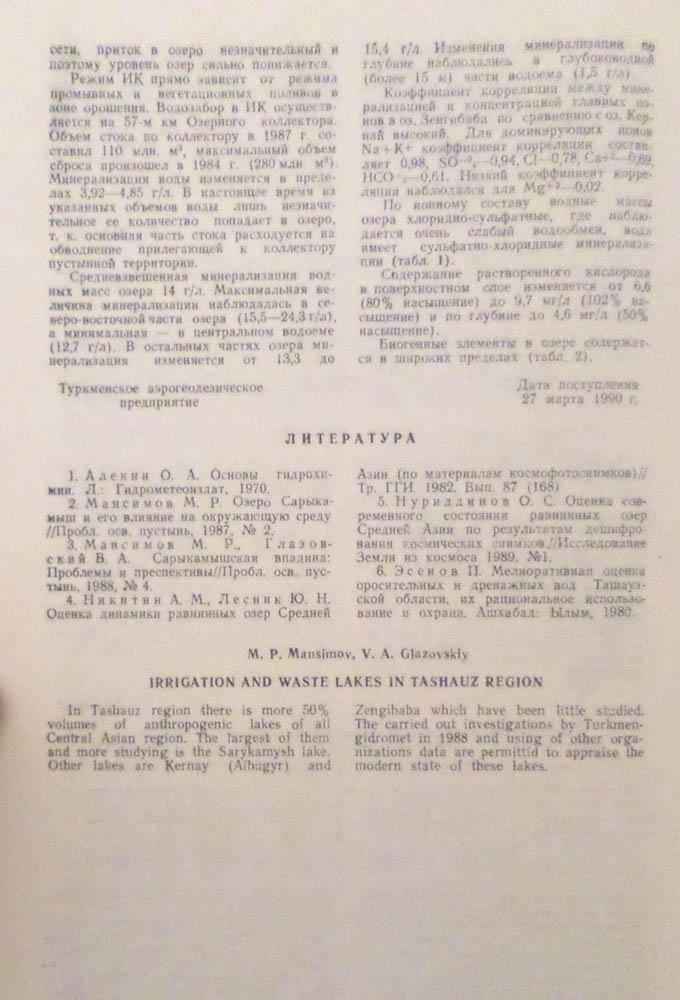 сети, приток в озеро незначительный и
поэтому уровень озер сильно понижается.
Режим ИК прямо зависит от режима
промывных и вегетационных поливов в
зоне орошения. Водозабор в ИК осуществ-
ляется на 57-м км Озерного коллектора.
Объем стока по коллектору в 1987 г. со-
ставил 110 млн. м³, максимальный объем
сброса произошел в 1984 г. (280 млн. м³).
Минерализация воды изменяется в преде-
лах 3,92—4,85 г/л. В настоящее время из
указанных объемов воды лишь незначи-
тельное ее количество попадает в озеро,
т. к. основная часть стока расходуется на
обводнение прилегающей к коллектору
пустынной территории.
Средневзвешенная минерализация вод-
ных масс озера 14 г/л. Максимальная ве-
личина минерализации наблюдалась в се-
веро-восточной части озера (15,5—24,3 г/л),
а минимальная — в центральном водоеме
(12,7 г/л). В остальных частях озера ми-
нерализация изменяется от 13,3 до
15,4 г/л. Изменения минерализации по
глубине наблюдались в глубоководной
(более 15 м) части водоема (1,5 г/л).
Коэффициент корреляции между мине-
рализацией и концентрацией главных ио-
нов в оз. Зенгибаба по сравнению с оз. Кер-
най высокий. Для доминирующих ионов
Na+K+ коэффициент корреляции состав-
ляет 0,98, SO 4—0,94, Cl—0,78, Ca+²—0,69,
HCO 3—0,61. Низкий коэффициент корре-
ляции наблюдался для Mg+²—0,02.
По ионному составу водные массы
озера хлоридно-сульфатные, где наблю-
дается очень слабый водообмен, вода
имеет сульфатно-хлоридные минерализа-
ции (табл. 1).
Содержание растворенного кислорода
в поверхностном слое изменяется от 6,6
(80% насыщение) до 9,7 мг/л (102% на-
сыщение) и по глубине до 4,6 мг/л (50%
насыщение).
Биогенные элементы в озере содержат-
ся в широких пределах (табл. 2).
Туркменское аэрогеодезическое
предприятие
Дата поступления
27 марта 1990 г.
ЛИТЕРАТУРА
1. Алекин О. А. Основы гидрохи-
мии. Л.: Гидрометеоиздат, 1970.
2. Мансимов М. Р. Озеро Сарыка-
мыш и его влияние на окружающую среду
//Пробл. осв. пустынь, 1987, № 2.
3. Мансимов М. Р., Глазов-
ский В. А. Сарыкамышская впадина:
Проблемы и преспективы//Пробл. осв. пус-
тынь, 1988, № 4.
4. Никитин А. М., Лесник Ю. Н.
Оценка динамики равнинных озер Средней
Азии (по материалам космофотоснимков)//
Тр. ГГИ. 1982. Вып. 87 (168)
5. Нуриддинов О. С. Оценка сов-
ременного состояния равнинных озер
Средней Азии по результатам дешифро-
вания космических снимков.//Исследование
Земли из космоса 1989. №1.
6. Эсенов П. Мелиоративная оценка
оросительных и дренажных вод Ташауз-
ской области, их рациональное использо-
вание и охрана. Ашхабад: Ылым, 1980.
M. P. Mansimov, V. A. Glazovskiy
IRRIGATION AND WASTE LAKES IN TASHAUZ REGION
In Tashauz region there is more 50%
volumes of anthropogenic lakes of all
Central Asian region. The largest of them
and more studying is the Sarykamysh lake.
Other lakes are Kernay (Aibugyr) and
Zengibaba which have been little studied.
The carried out investigations by Turkmen-
gidromet in 1988 and using of other orga-
nizations data are permittid to appraise the
modern state of these lakes.